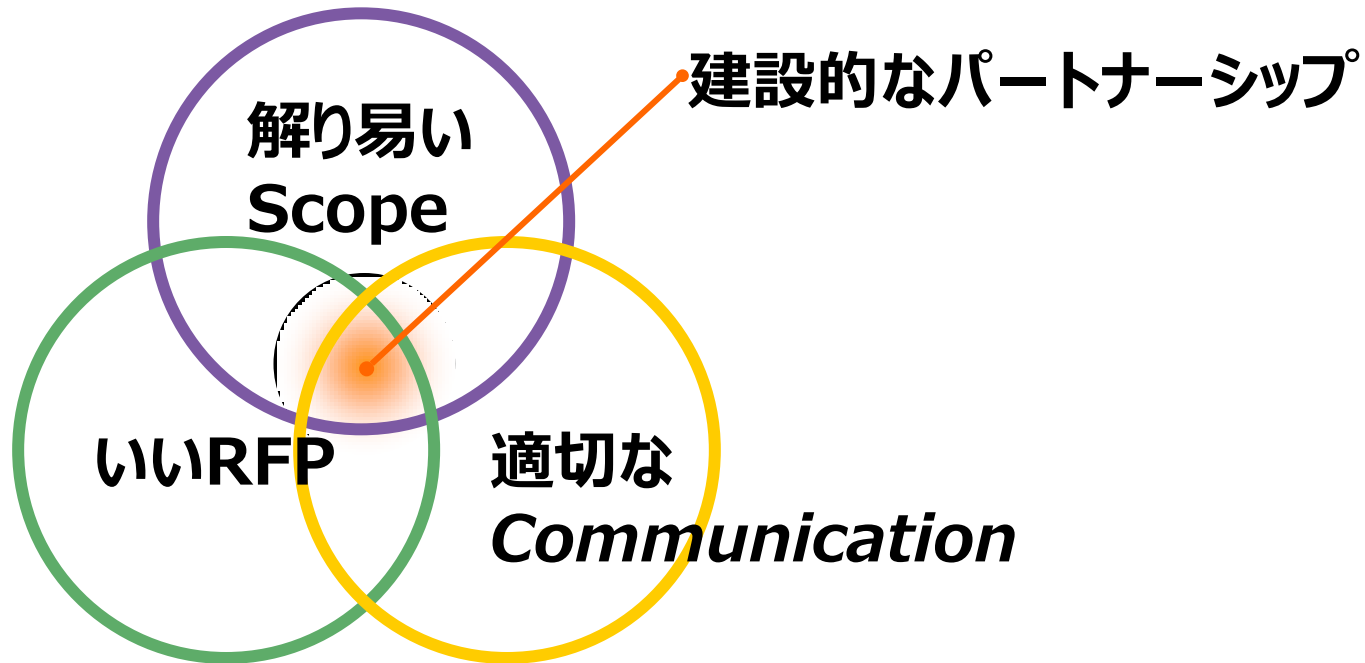 建設的なパートナーシップ
解り易い
Scope
いいRFP
適切な
Communication